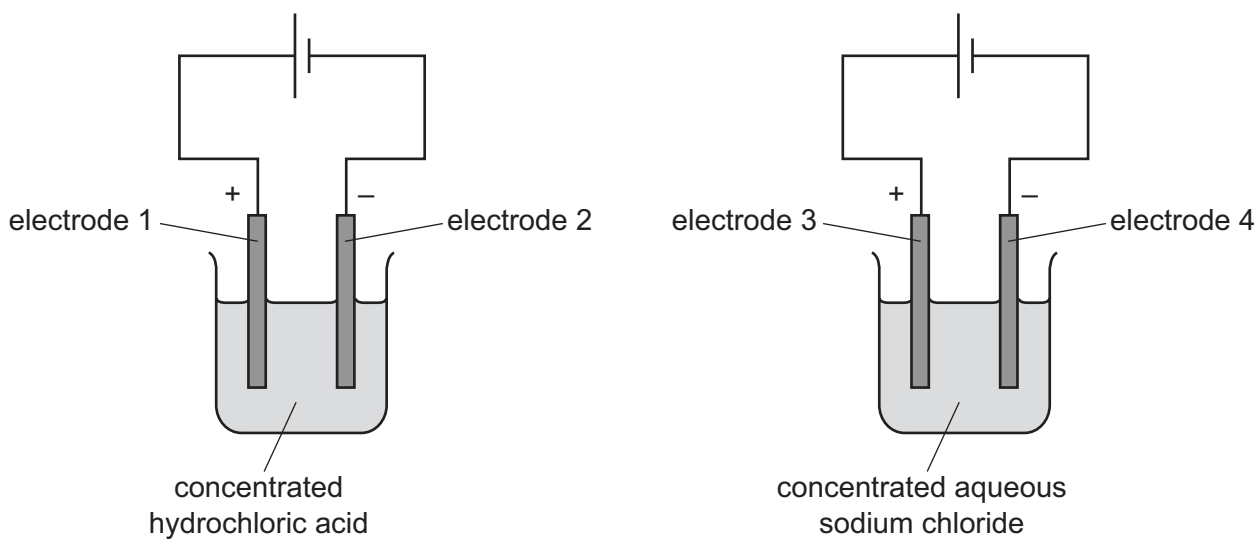 + –
electrode 1 electrode 2
concentrated
hydrochloric acid
+ –
electrode 3 electrode 4
concentrated aqueous
sodium chloride